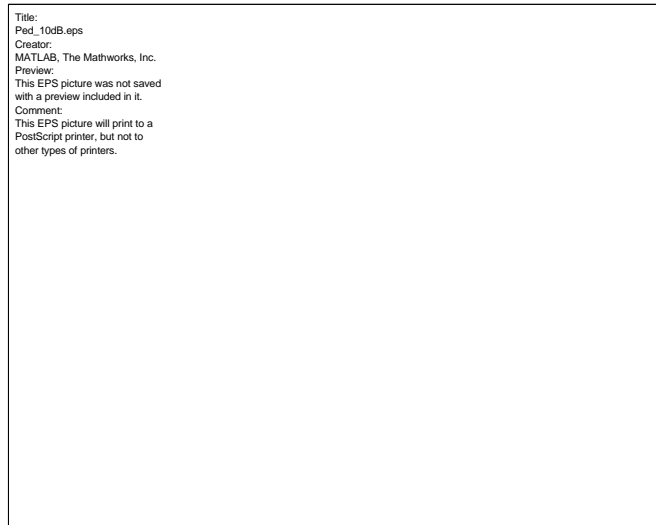 Title:
Ped_10dB.eps
Creator:
MATLAB, The Mathworks, Inc.
Preview:
This EPS picture was not saved
with a preview included in it.
Comment:
This EPS picture will print to a
PostScript printer, but not to
other types of printers.